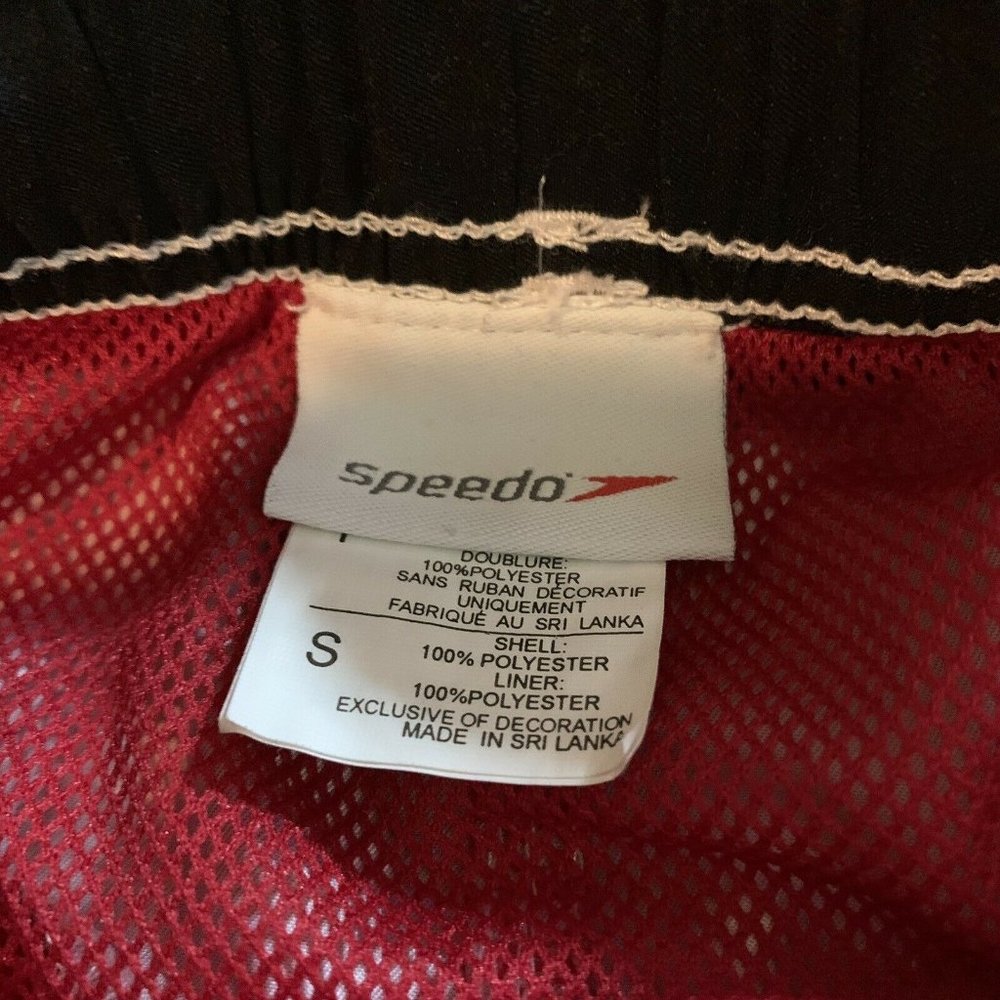 speedo
DOUBLURE:
100%POLYESTER
SANS RUBAN DÉCORATIF
UNIQUEMENT
FABRIQUÉ AU SRI LANKA
S
SHELL:
100% POLYESTER
LINER:
100%POLYESTER
EXCLUSIVE OF DECORATION
MADE IN SRI LANKA